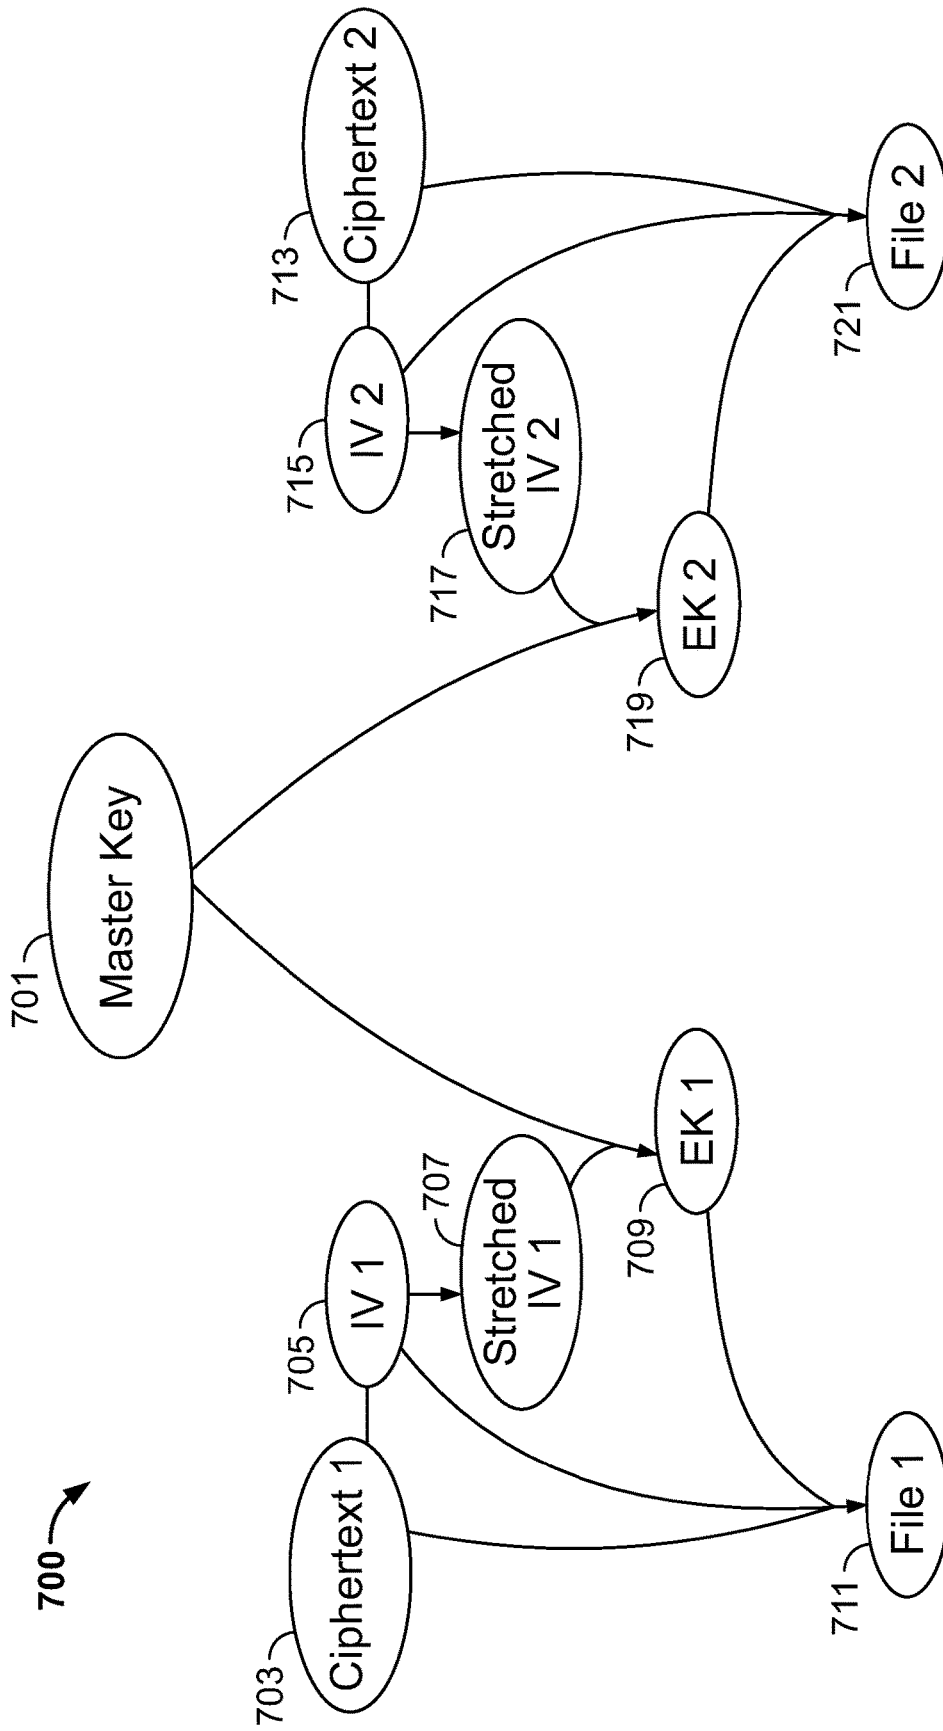 700
701
Master Key
703
Ciphertext 1
705
IV 1
707
Stretched
IV 1
709
EK 1
711
File 1
713
Ciphertext 2
715
IV 2
717
Stretched
IV 2
719
EK 2
721
File 2